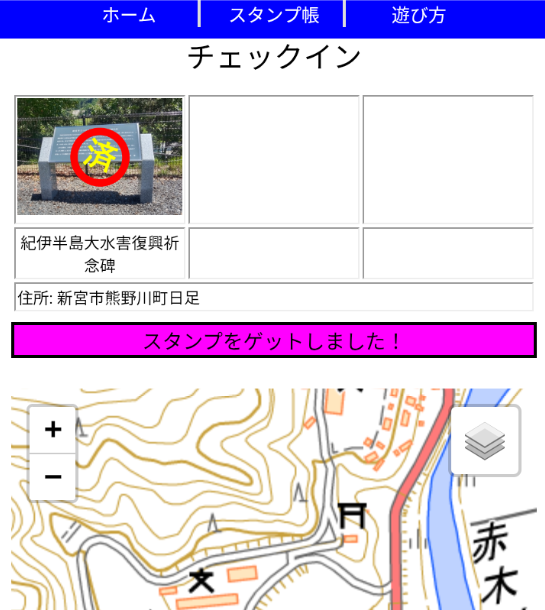 ホーム スタンプ帳 遊び方
チェックイン
済
紀伊半島大水害復興祈
念碑
住所: 新宮市熊野川町日足
スタンプをゲットしました！
+
−
赤
木